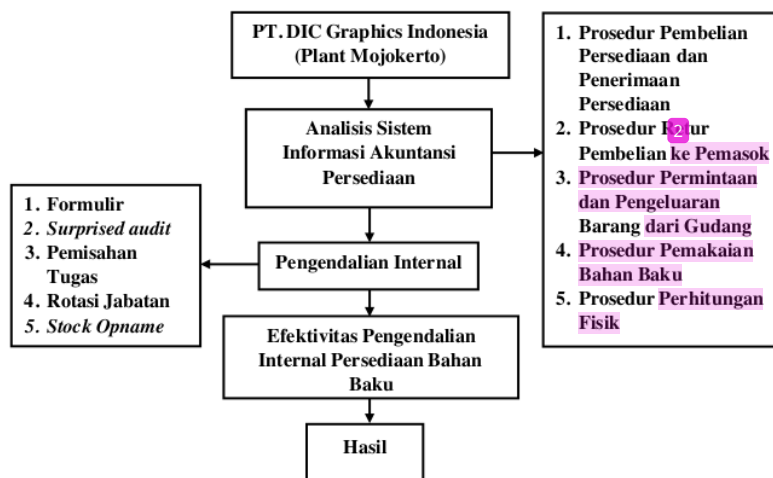 PT. DIC Graphics Indonesia
(Plant Mojokerto)
Analisis Sistem
Informasi Akuntansi
Persediaan
1. Prosedur Pembelian
Persediaan dan
Penerimaan
Persediaan
2. Prosedur 2
Pembelian ke Pemasok
3. Prosedur Permintaan
dan Pengeluaran
Barang dari Gudang
4. Prosedur Pemakaian
Bahan Baku
5. Prosedur Perhitungan
Fisik
1. Formulir
2. Surprised audit
3. Pemisahan
Tugas
4. Rotasi Jabatan
5. Stock Opname
Pengendalian Internal
Efektivitas Pengendalian
Internal Persediaan Bahan
Baku
Hasil